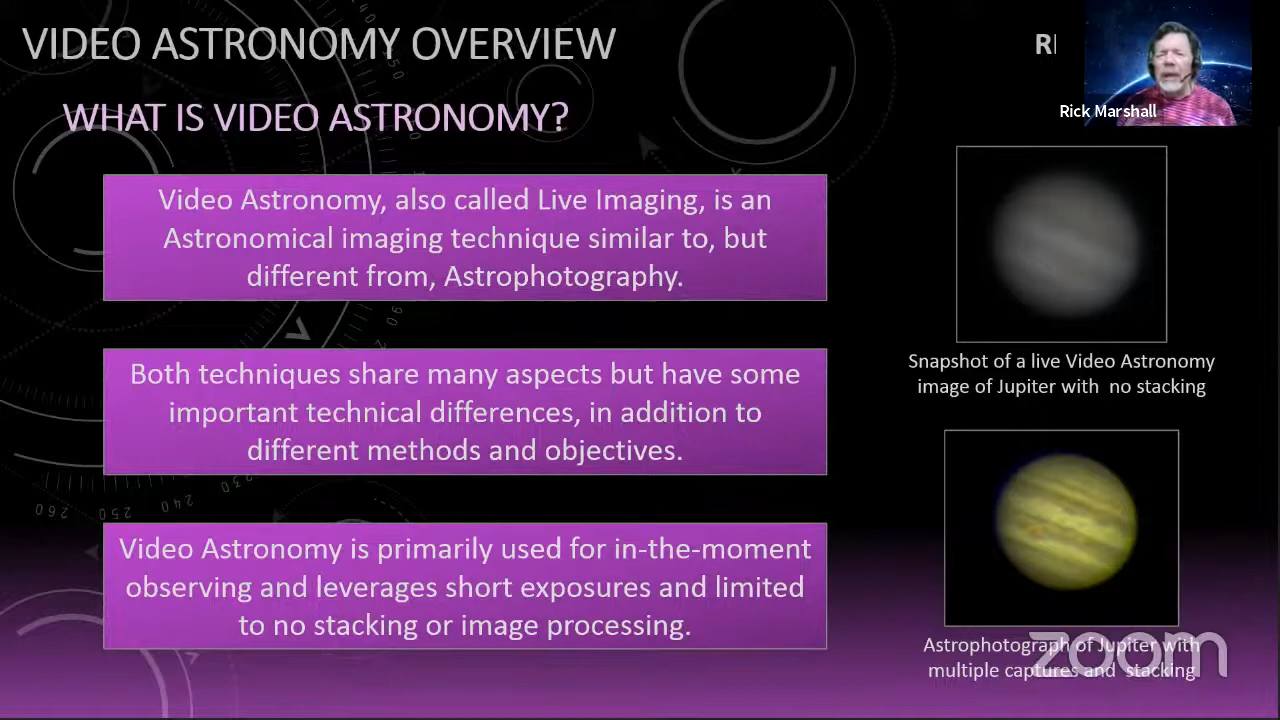 VIDEO ASTRONOMY OVERVIEW
WHAT IS VIDEO ASTRONOMY?
Rick Marshall
Video Astronomy, also called Live Imaging, is an
Astronomical imaging technique similar to, but
different from, Astrophotography.
Both techniques share many aspects but have some
important technical differences, in addition to
different methods and objectives.
Video Astronomy is primarily used for in-the-moment
observing and leverages short exposures and limited
to no stacking or image processing.
Snapshot of a live Video Astronomy
image of Jupiter with no stacking
Astrophotograph of Jupiter with
multiple captures and stacking
zoom
260
250
240
230